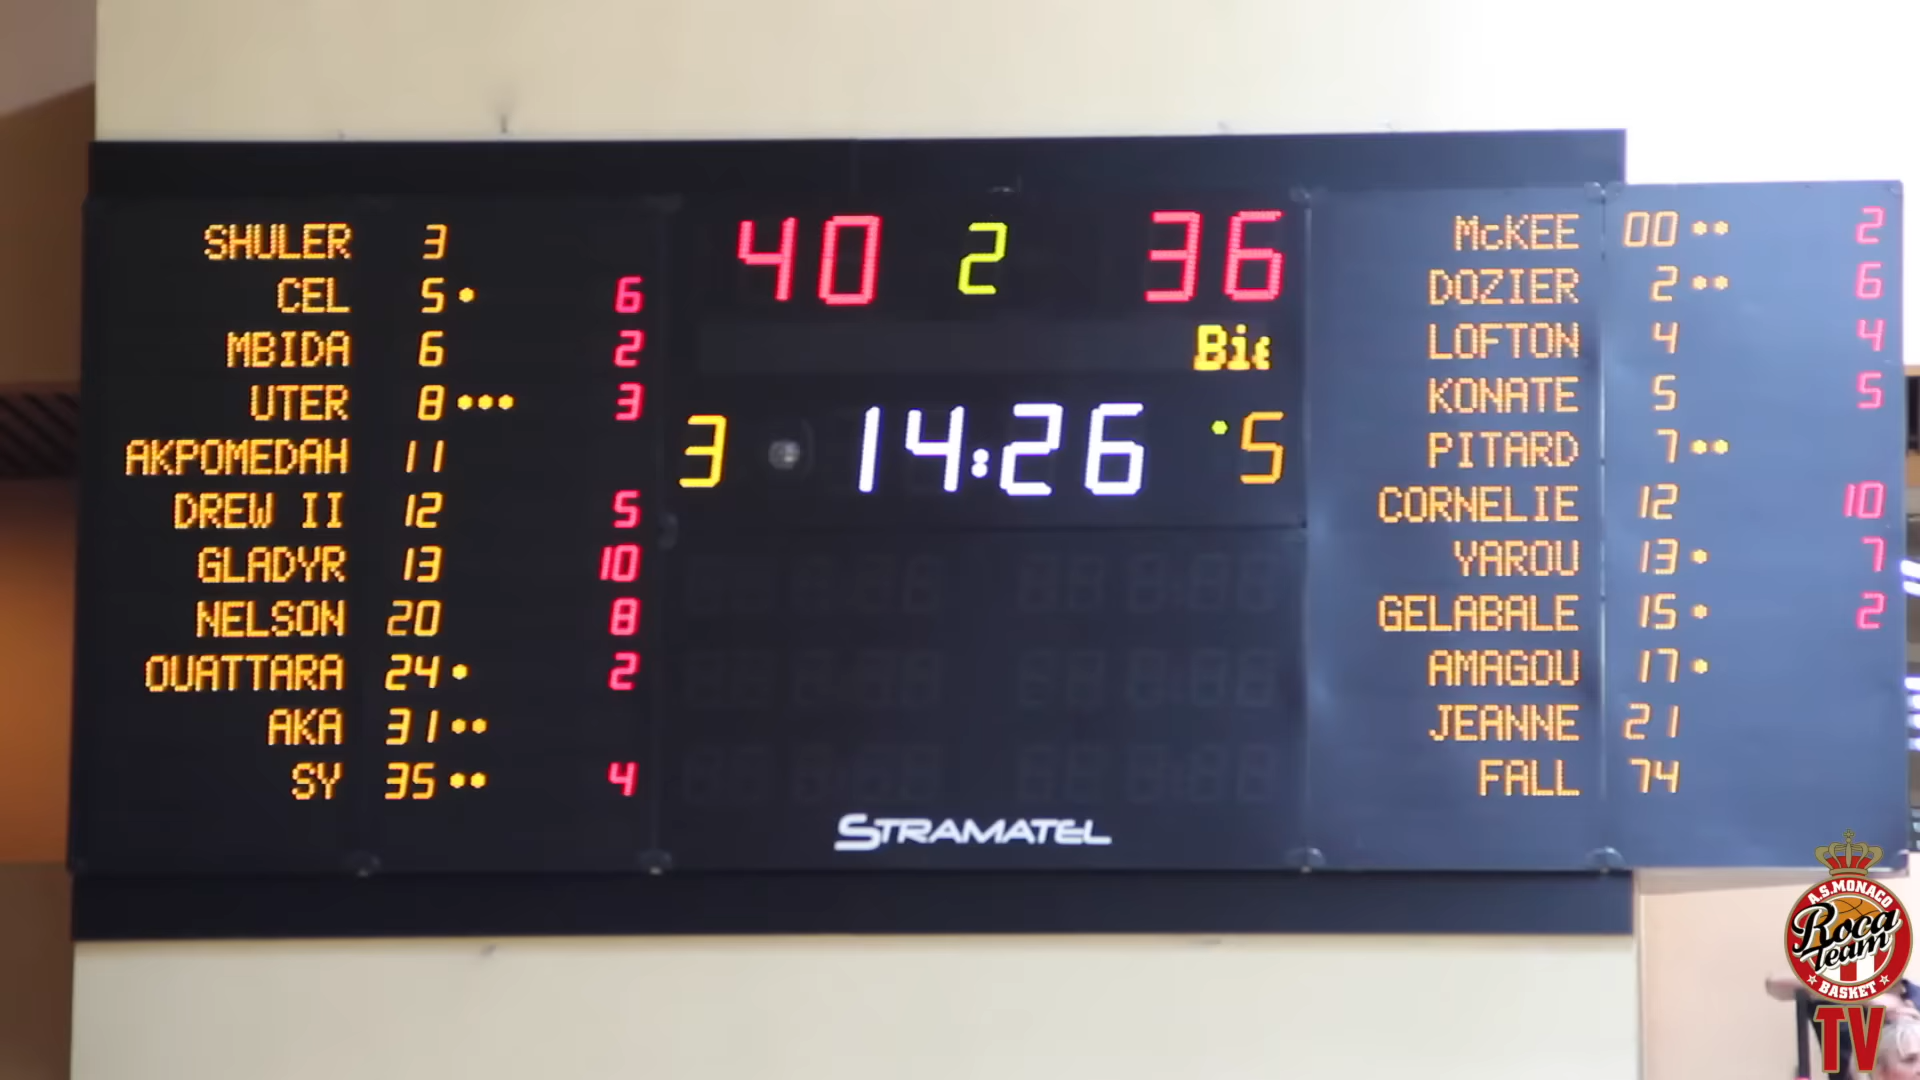 40 2 36
Bie
3 14:26 5
SHULER 3
CEL 5 6
MBIDA 6 2
UTER 8 3
AKPOMEDAH 11
DREW II 12 5
GLADYR 13 10
NELSON 20 8
OUATTARA 24 2
AKA 31
SY 35 4
McKEE 00 2
DOZIER 2 6
LOFTON 4 4
KONATE 5 5
PITARD 7
CORNELIE 12 10
YAROU 13 7
GELABALE 15 2
AMAGOU 17
JEANNE 21
FALL 74
STRAMATEL
A.S.MONACO
Roca
Team
BASKET
TV